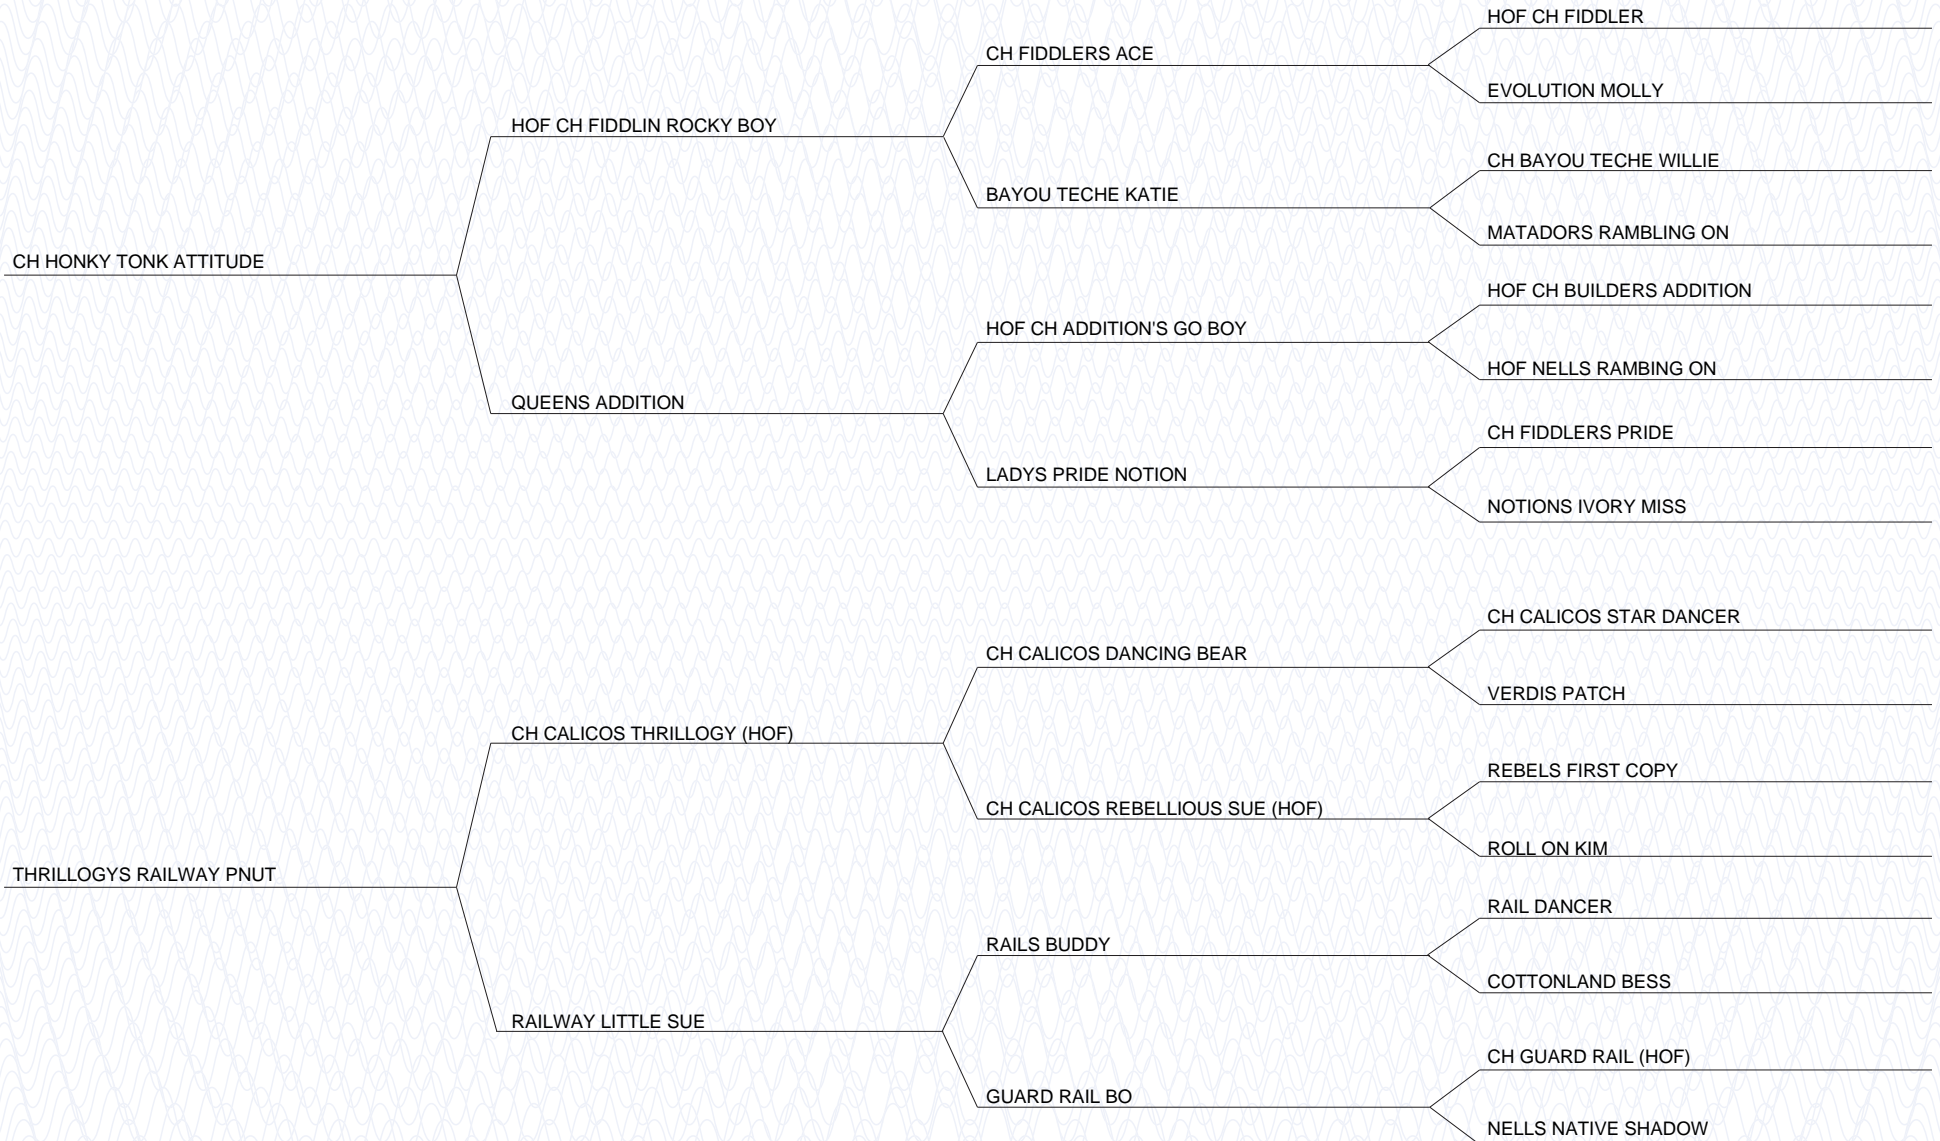 HOF CH FIDDLER
CH FIDDLERS ACE
EVOLUTION MOLLY
HOF CH FIDDLIN ROCKY BOY
CH BAYOU TECHE WILLIE
BAYOU TECHE KATIE
MATADORS RAMBLING ON
CH HONKY TONK ATTITUDE
HOF CH BUILDERS ADDITION
HOF CH ADDITION'S GO BOY
HOF NELLS RAMBING ON
QUEENS ADDITION
CH FIDDLERS PRIDE
LADYS PRIDE NOTION
NOTIONS IVORY MISS
CH CALICOS STAR DANCER
CH CALICOS DANCING BEAR
VERDIS PATCH
CH CALICOS THRILLOGY (HOF)
REBELS FIRST COPY
CH CALICOS REBELLIOUS SUE (HOF)
ROLL ON KIM
THRILLOGYS RAILWAY PNUT
RAIL DANCER
RAILS BUDDY
COTTONLAND BESS
RAILWAY LITTLE SUE
CH GUARD RAIL (HOF)
GUARD RAIL BO
NELLS NATIVE SHADOW